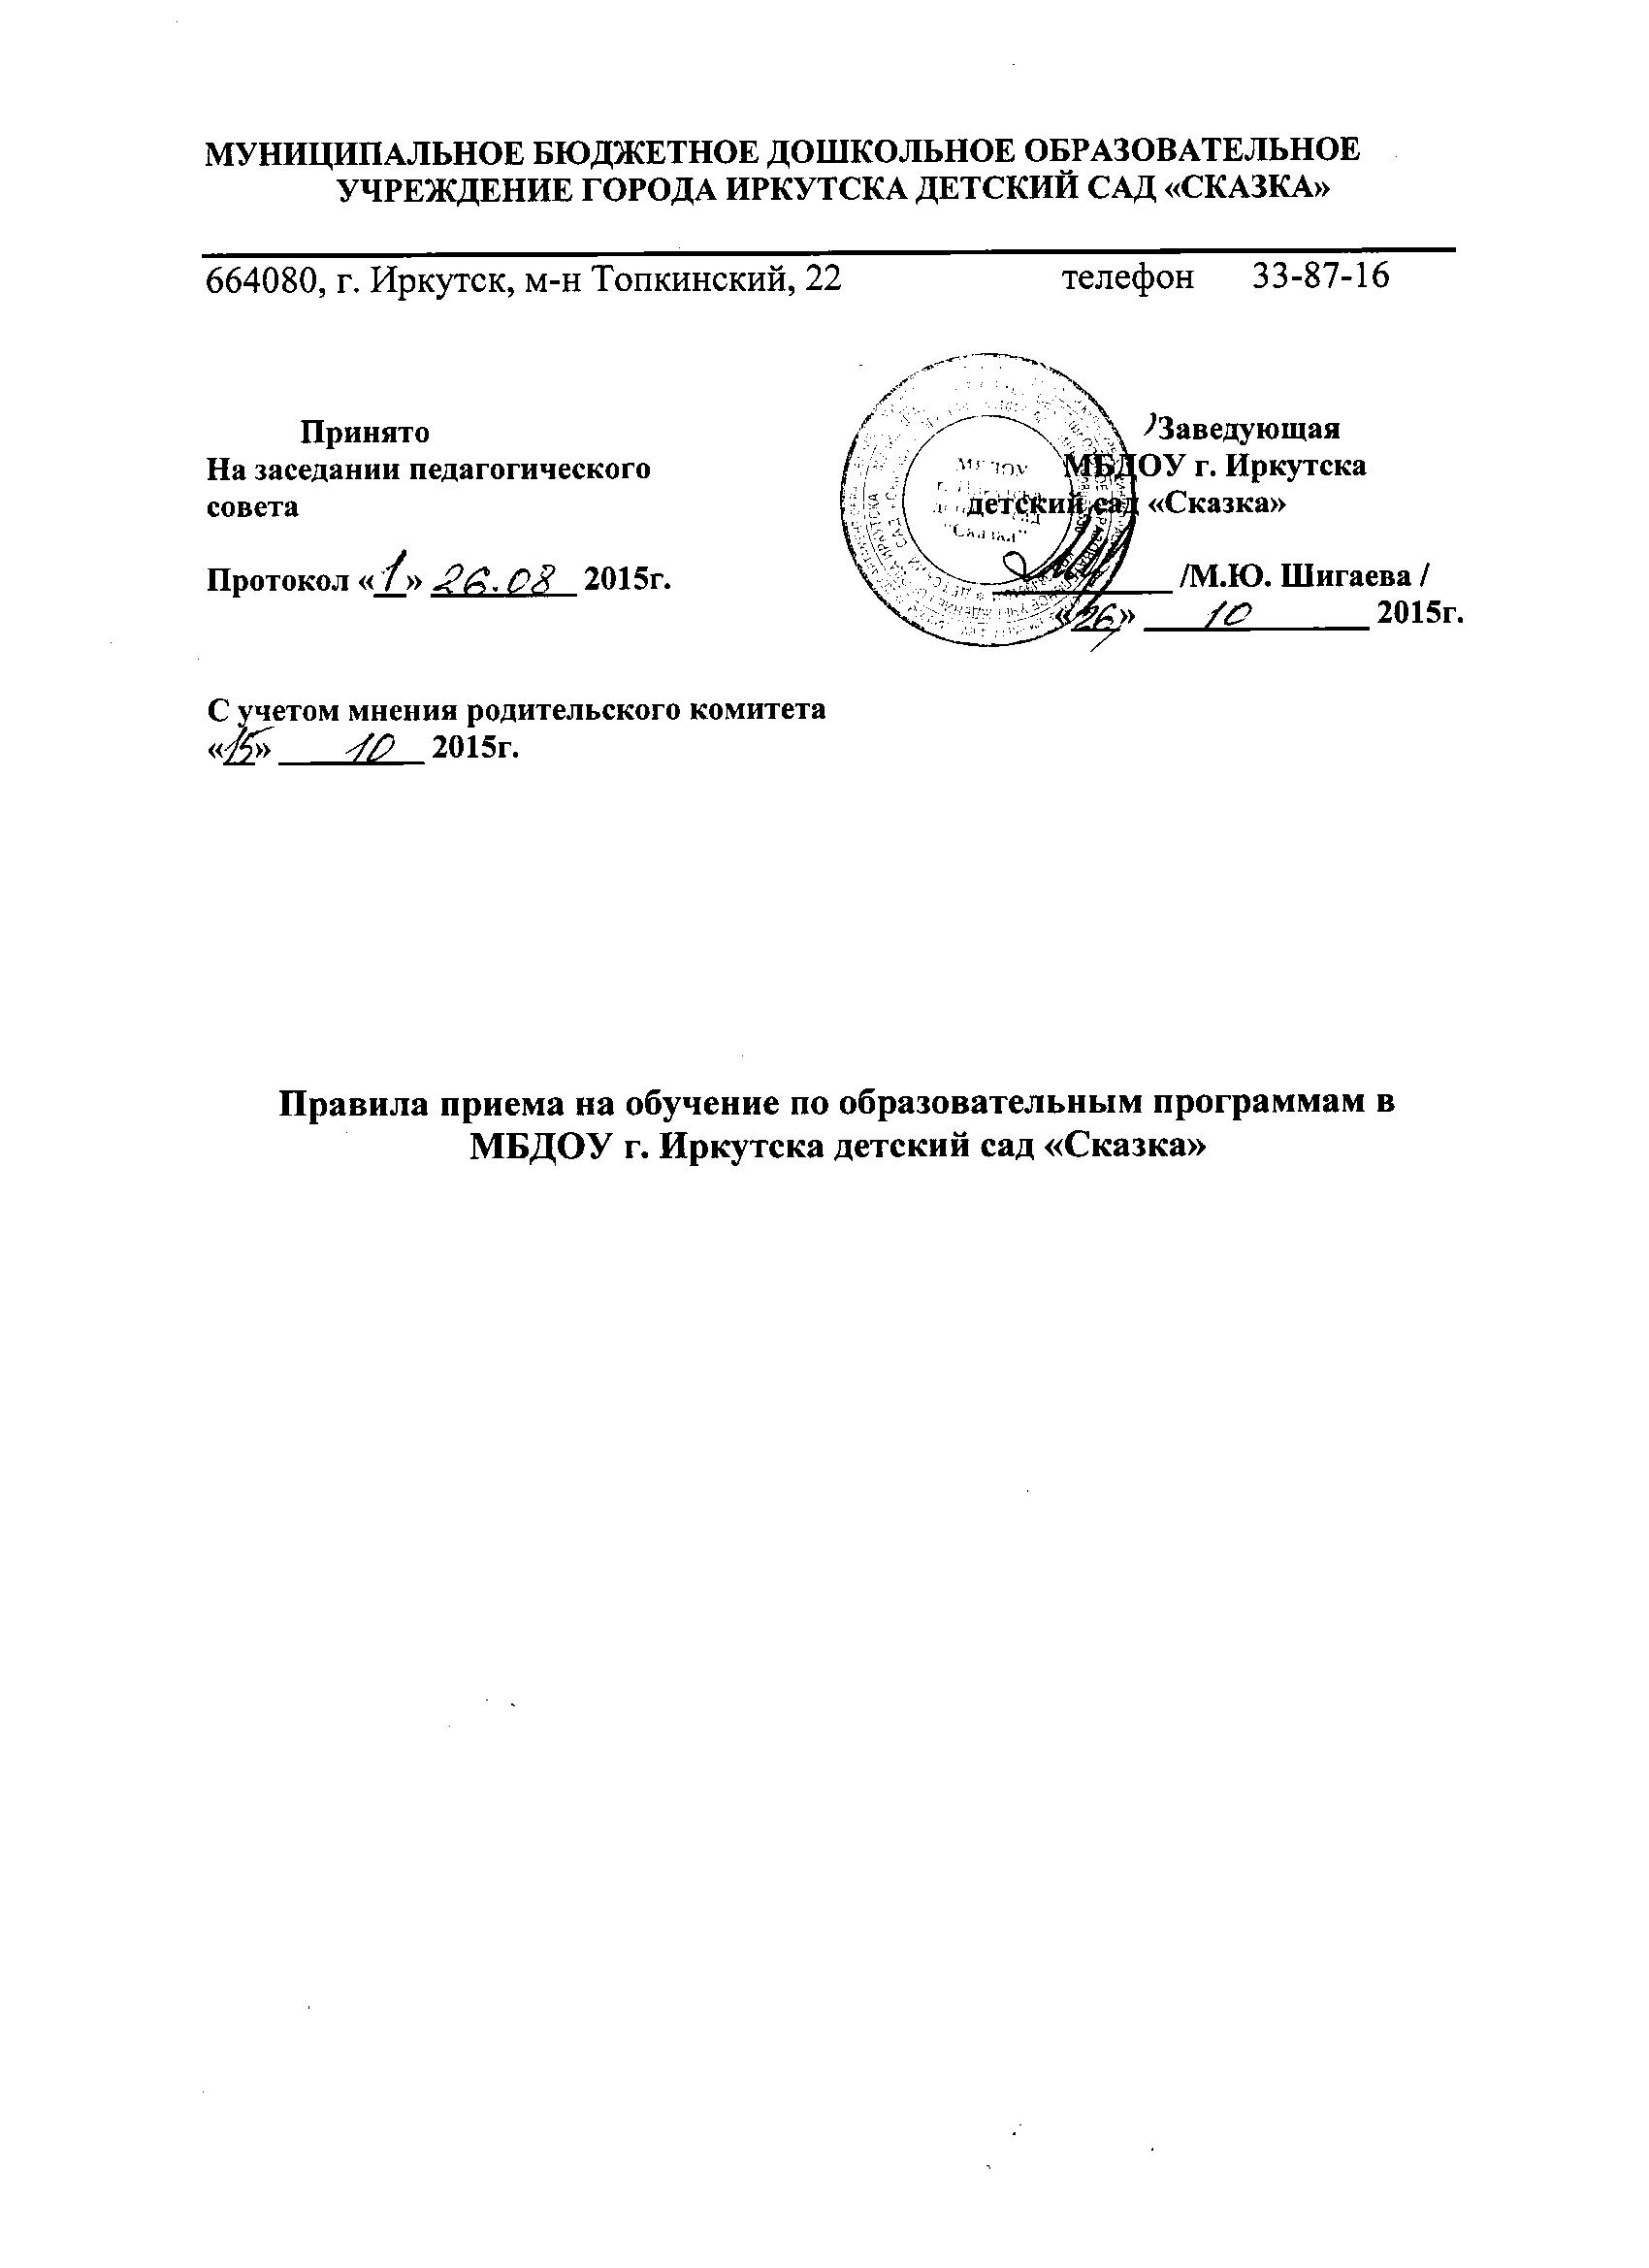 МУНИЦИПАЛЬНОЕ БЮДЖЕТНОЕ ДОШКОЛЬНОЕ ОБРАЗОВАТЕЛЬНОЕ
УЧРЕЖДЕНИЕ ГОРОДА ИРКУТСКА ДЕТСКИЙ САД «СКАЗКА»
664080, г. Иркутск, м-н Топкинский, 22 телефон 33-87-16
Принято
На заседании педагогического
совета
Протокол «1» 26.08 2015г.
Заведующая
МБДОУ г. Иркутска
детский сад «Сказка»
/М.Ю. Шигаева /
«26» 10 2015г.
МБДОУ
"Сказка"
С учетом мнения родительского комитета
«15» 10 2015г.
Правила приема на обучение по образовательным программам в
МБДОУ г. Иркутска детский сад «Сказка»